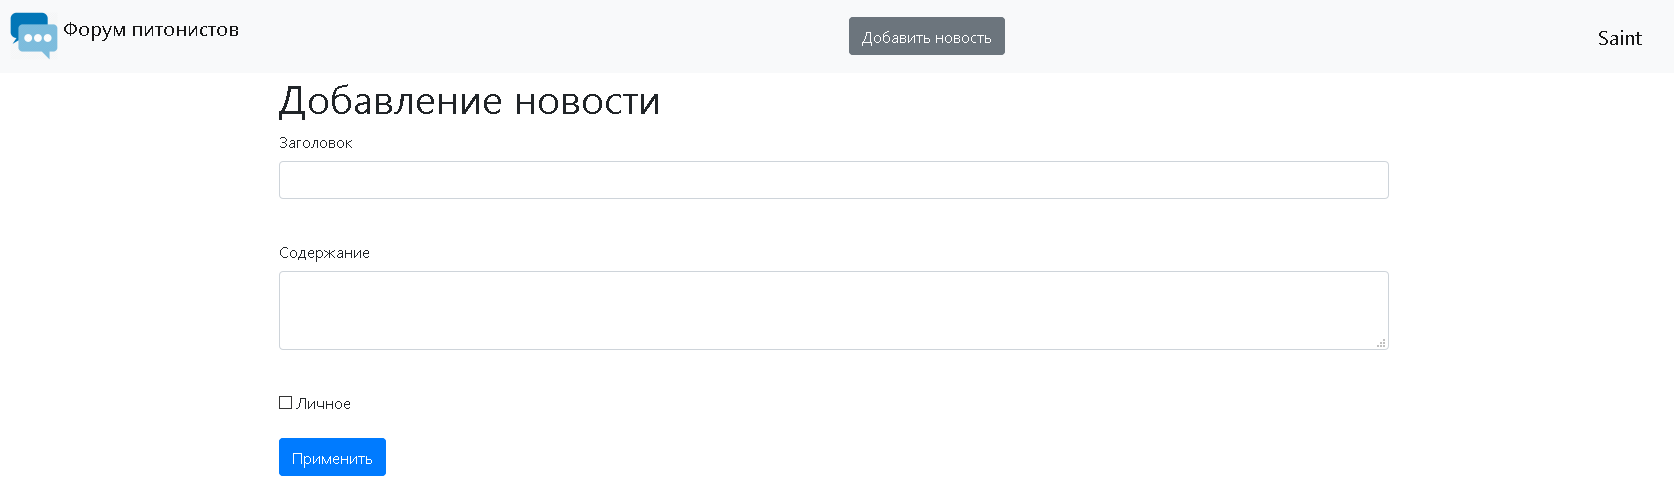 Форум питонистов
Добавить новость
Saint
Добавление новости
Заголовок
Содержание
Личное
Применить